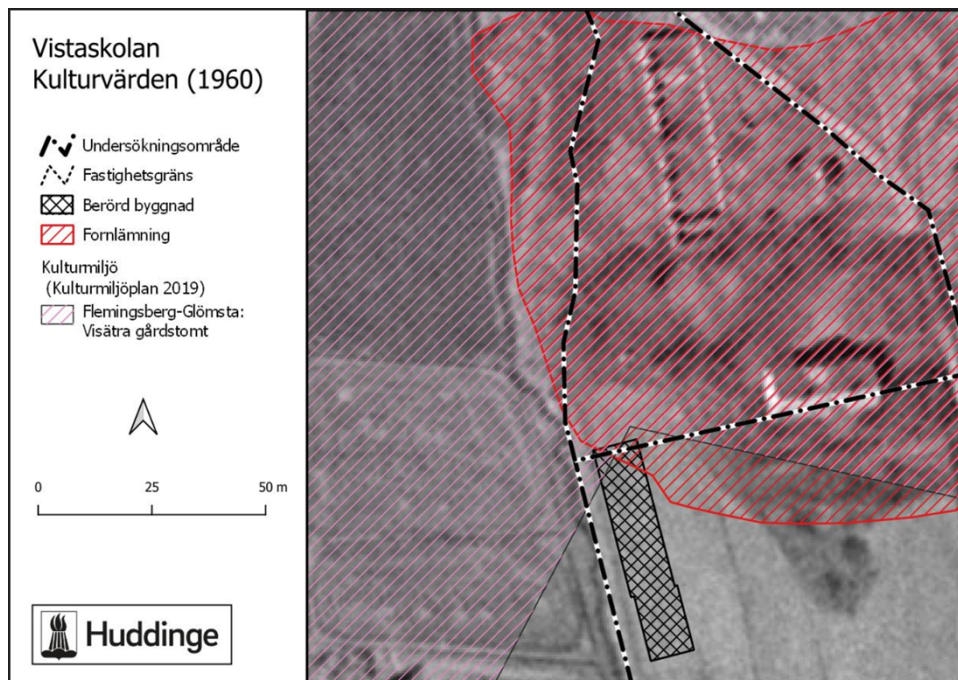 Vistaskolan
Kulturvärden (1960)
Undersökningsområde
Fastighetsgräns
Berörd byggnad
Fornlämning
Kulturmiljö
(Kulturmiljöplan 2019)
Flemingsberg-Glömsta:
Visätra gårdstomt
0 25 50 m
Huddinge